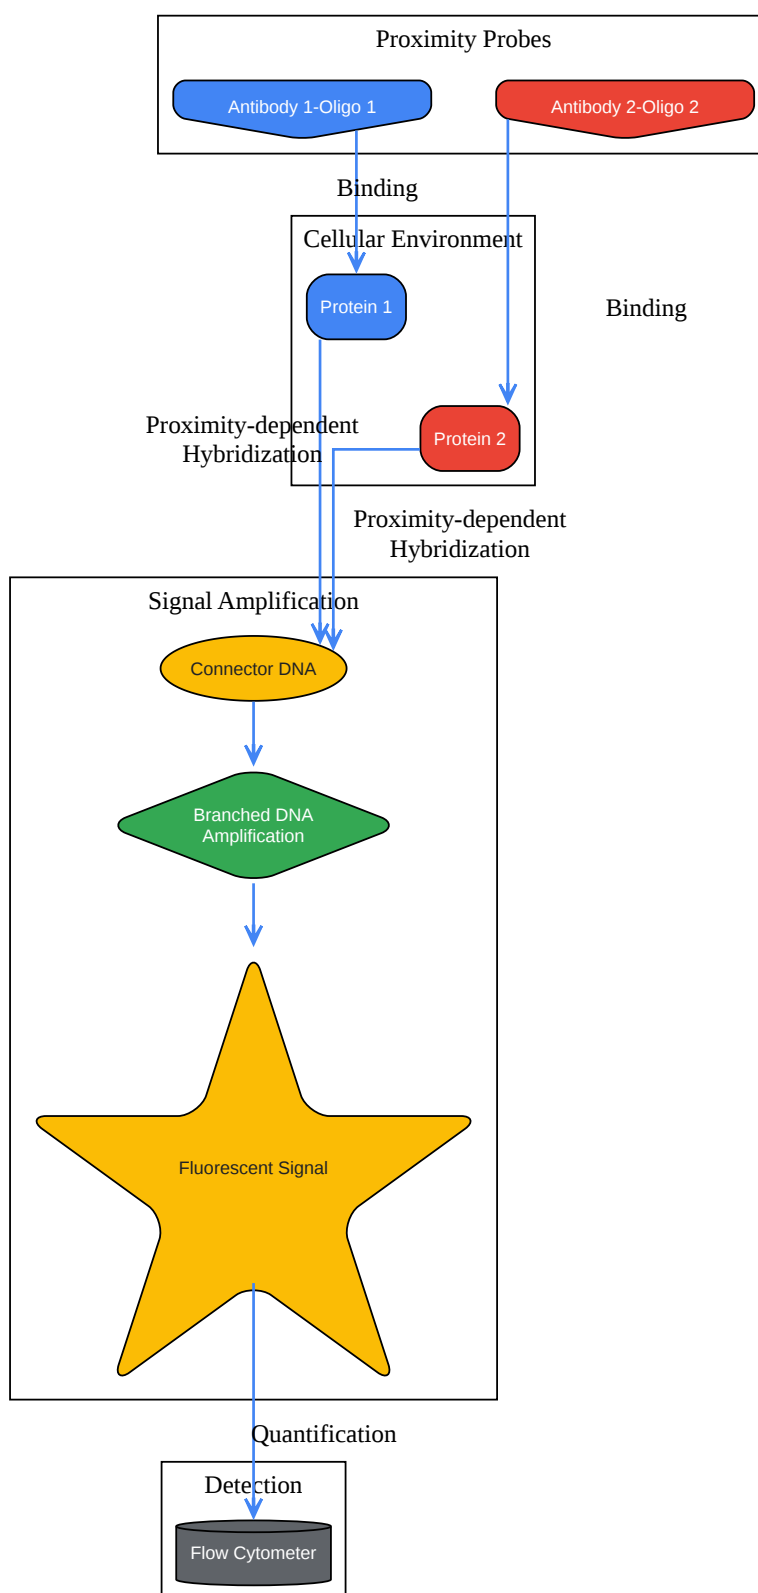 Proximity Probes
Antibody 1-Oligo 1
Antibody 2-Oligo 2
Binding
Cellular Environment
Protein 1
Binding
Proximity-dependent
Hybridization
Protein 2
Proximity-dependent
Hybridization
Signal Amplification
Connector DNA
Branched DNA
Amplification
Fluorescent Signal
Quantification
Detection
Flow Cytometer